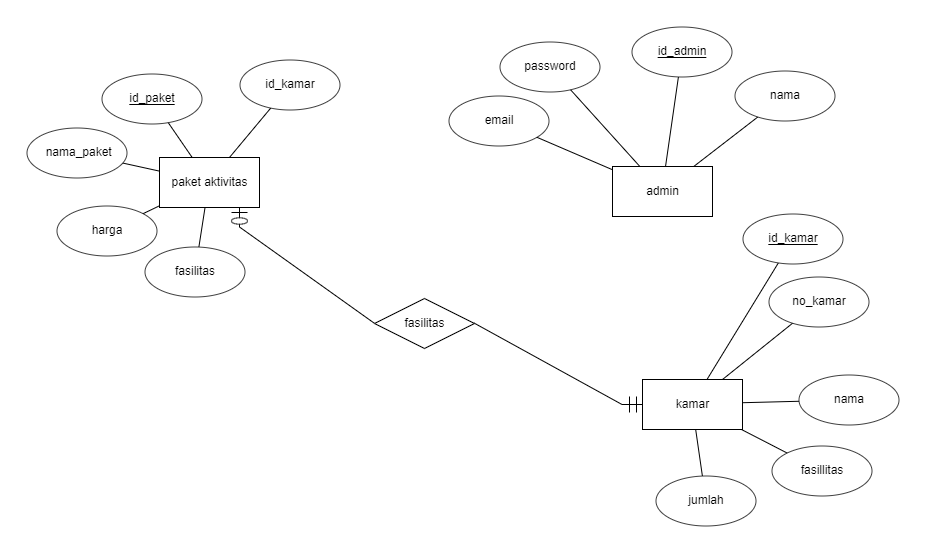 id_admin
password
id_paket
id_kamar
nama
email
nama_paket
paket aktivitas
admin
harga
id_kamar
fasilitas
no_kamar
fasilitas
nama
kamar
fasillitas
jumlah